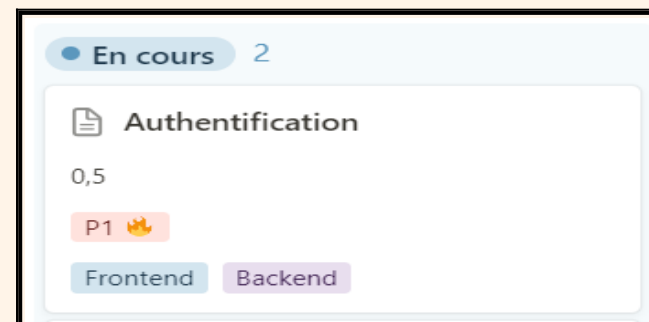 En cours 2
Authentification
0,5
P1 🔥
Frontend Backend